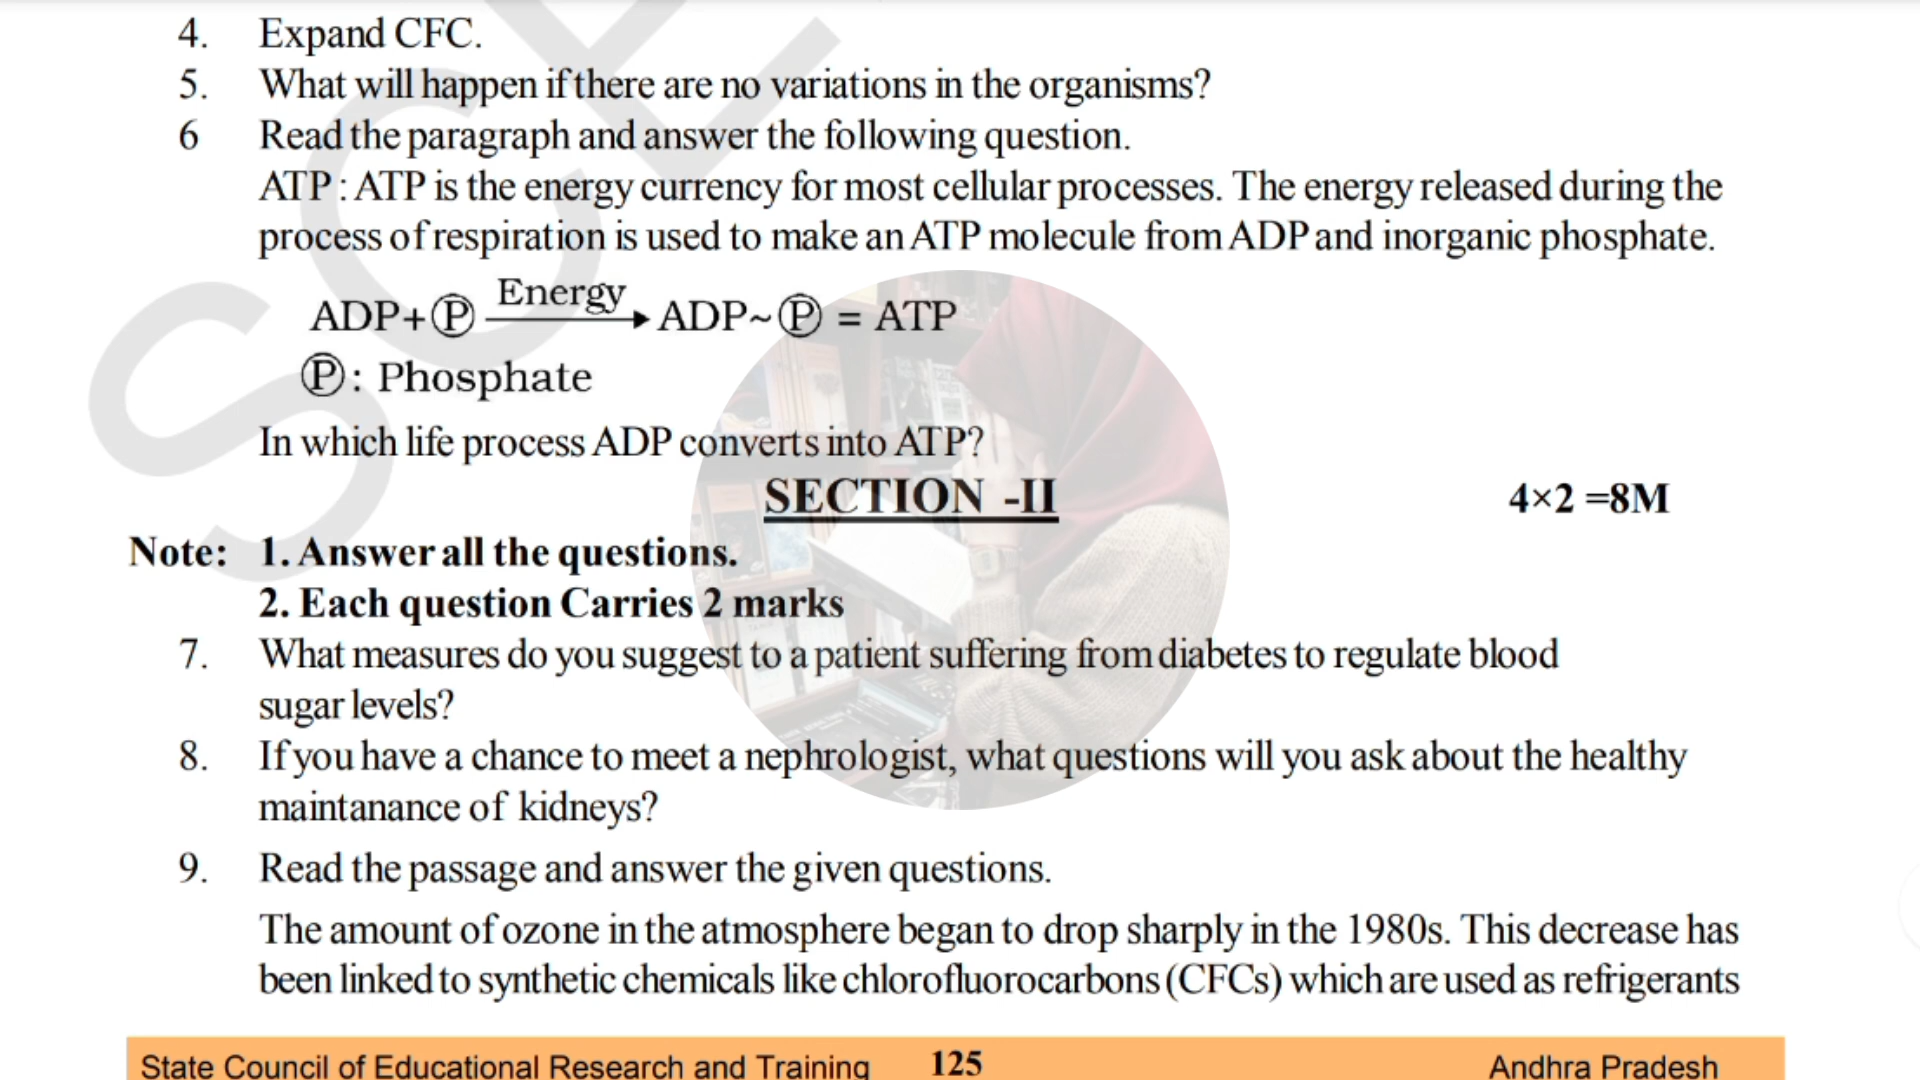 4. Expand CFC.
5. What will happen if there are no variations in the organisms?
6 Read the paragraph and answer the following question.
ATP : ATP is the energy currency for most cellular processes. The energy released during the
process of respiration is used to make an ATP molecule from ADP and inorganic phosphate.
Energy
ADP+Ⓟ → ADP~Ⓟ = ATP
Ⓟ: Phosphate
In which life process ADP converts into ATP?
SECTION -II 4×2 =8M
Note: 1. Answer all the questions.
2. Each question Carries 2 marks
7. What measures do you suggest to a patient suffering from diabetes to regulate blood
sugar levels?
8. If you have a chance to meet a nephrologist, what questions will you ask about the healthy
maintanance of kidneys?
9. Read the passage and answer the given questions.
The amount of ozone in the atmosphere began to drop sharply in the 1980s. This decrease has
been linked to synthetic chemicals like chlorofluorocarbons (CFCs) which are used as refrigerants
State Council of Educational Research and Training 125 Andhra Pradesh
SCE